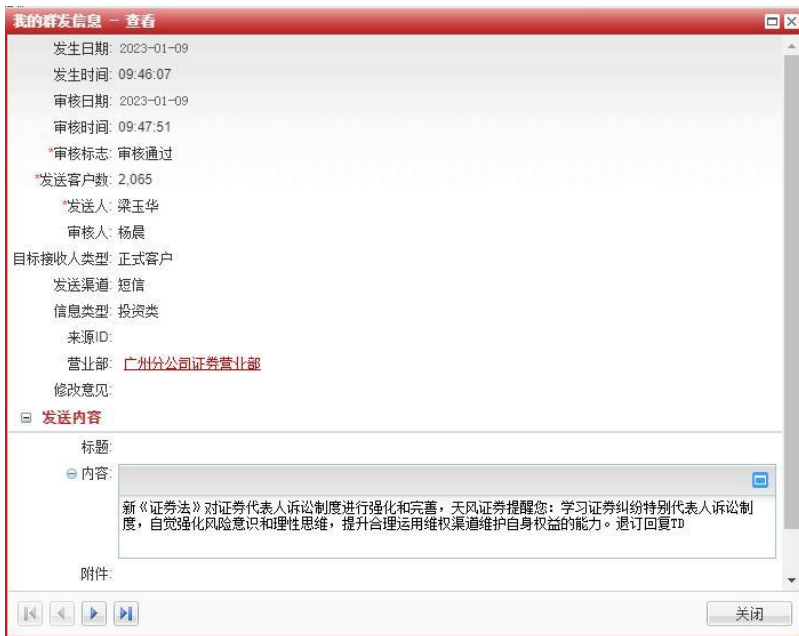 我的群发信息 - 查看
发生日期: 2023-01-09
发生时间: 09:46:07
审核日期: 2023-01-09
审核时间: 09:47:51
*审核标志: 审核通过
*发送客户数: 2,065
*发送人: 梁玉华
审核人: 杨晨
目标接收人类型: 正式客户
发送渠道: 短信
信息类型: 投资类
来源ID:
营业部: 广州分公司证券营业部
修改意见:
发送内容
标题:
内容:
新《证券法》对证券代表人诉讼制度进行强化和完善，天风证券提醒您：学习证券纠纷特别代表人诉讼制
度，自觉强化风险意识和理性思维，提升合理运用维权渠道维护自身权益的能力。退订回复TD
附件:
关闭